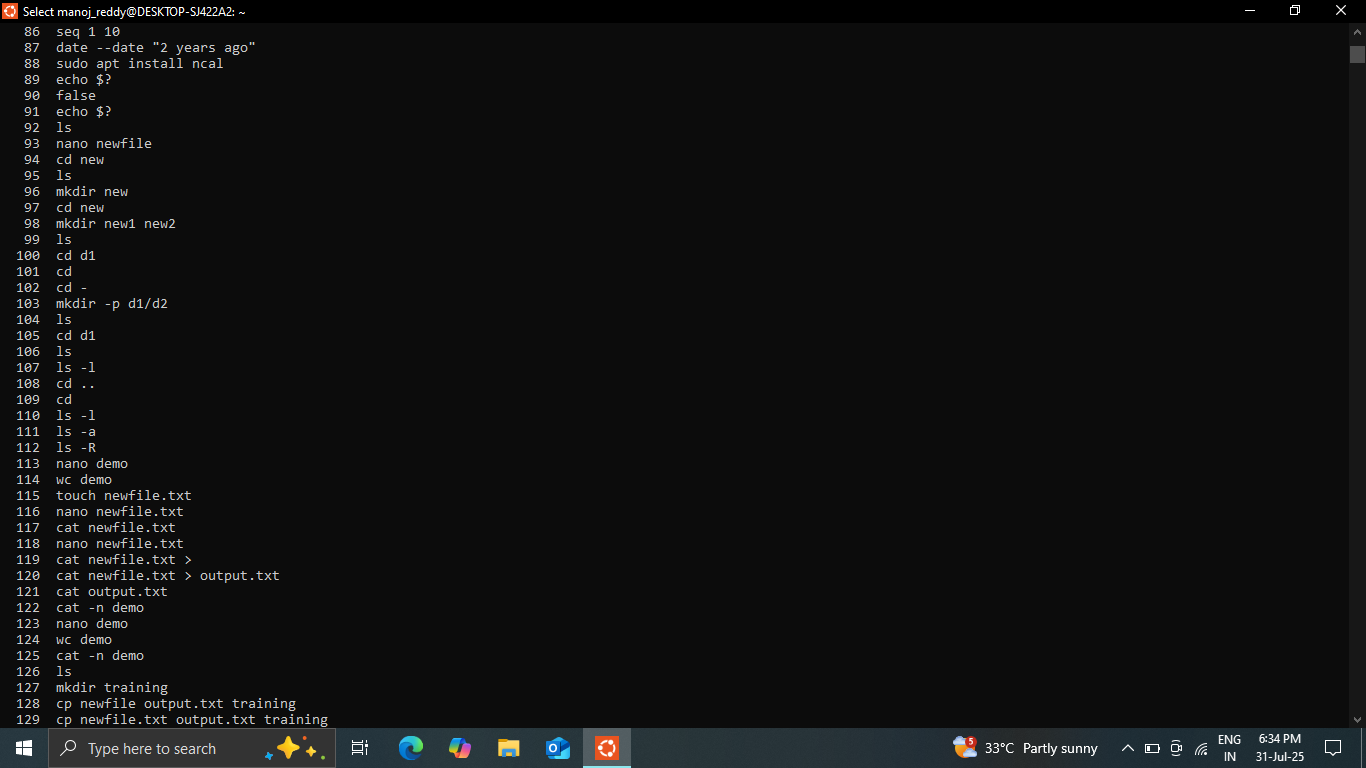 Select manoj_reddy@DESKTOP-SJ422A2: ~
86 seq 1 10
87 date --date "2 years ago"
88 sudo apt install ncal
89 echo $?
90 false
91 echo $?
92 ls
93 nano newfile
94 cd new
95 ls
96 mkdir new
97 cd new
98 mkdir new1 new2
99 ls
100 cd d1
101 cd
102 cd -
103 mkdir -p d1/d2
104 ls
105 cd d1
106 ls
107 ls -l
108 cd ..
109 cd
110 ls -l
111 ls -a
112 ls -R
113 nano demo
114 wc demo
115 touch newfile.txt
116 nano newfile.txt
117 cat newfile.txt
118 nano newfile.txt
119 cat newfile.txt >
120 cat newfile.txt > output.txt
121 cat output.txt
122 cat -n demo
123 nano demo
124 wc demo
125 cat -n demo
126 ls
127 mkdir training
128 cp newfile output.txt training
129 cp newfile.txt output.txt training
Type here to search
5
33°C Partly sunny
ENG
IN
6:34 PM
31-Jul-25